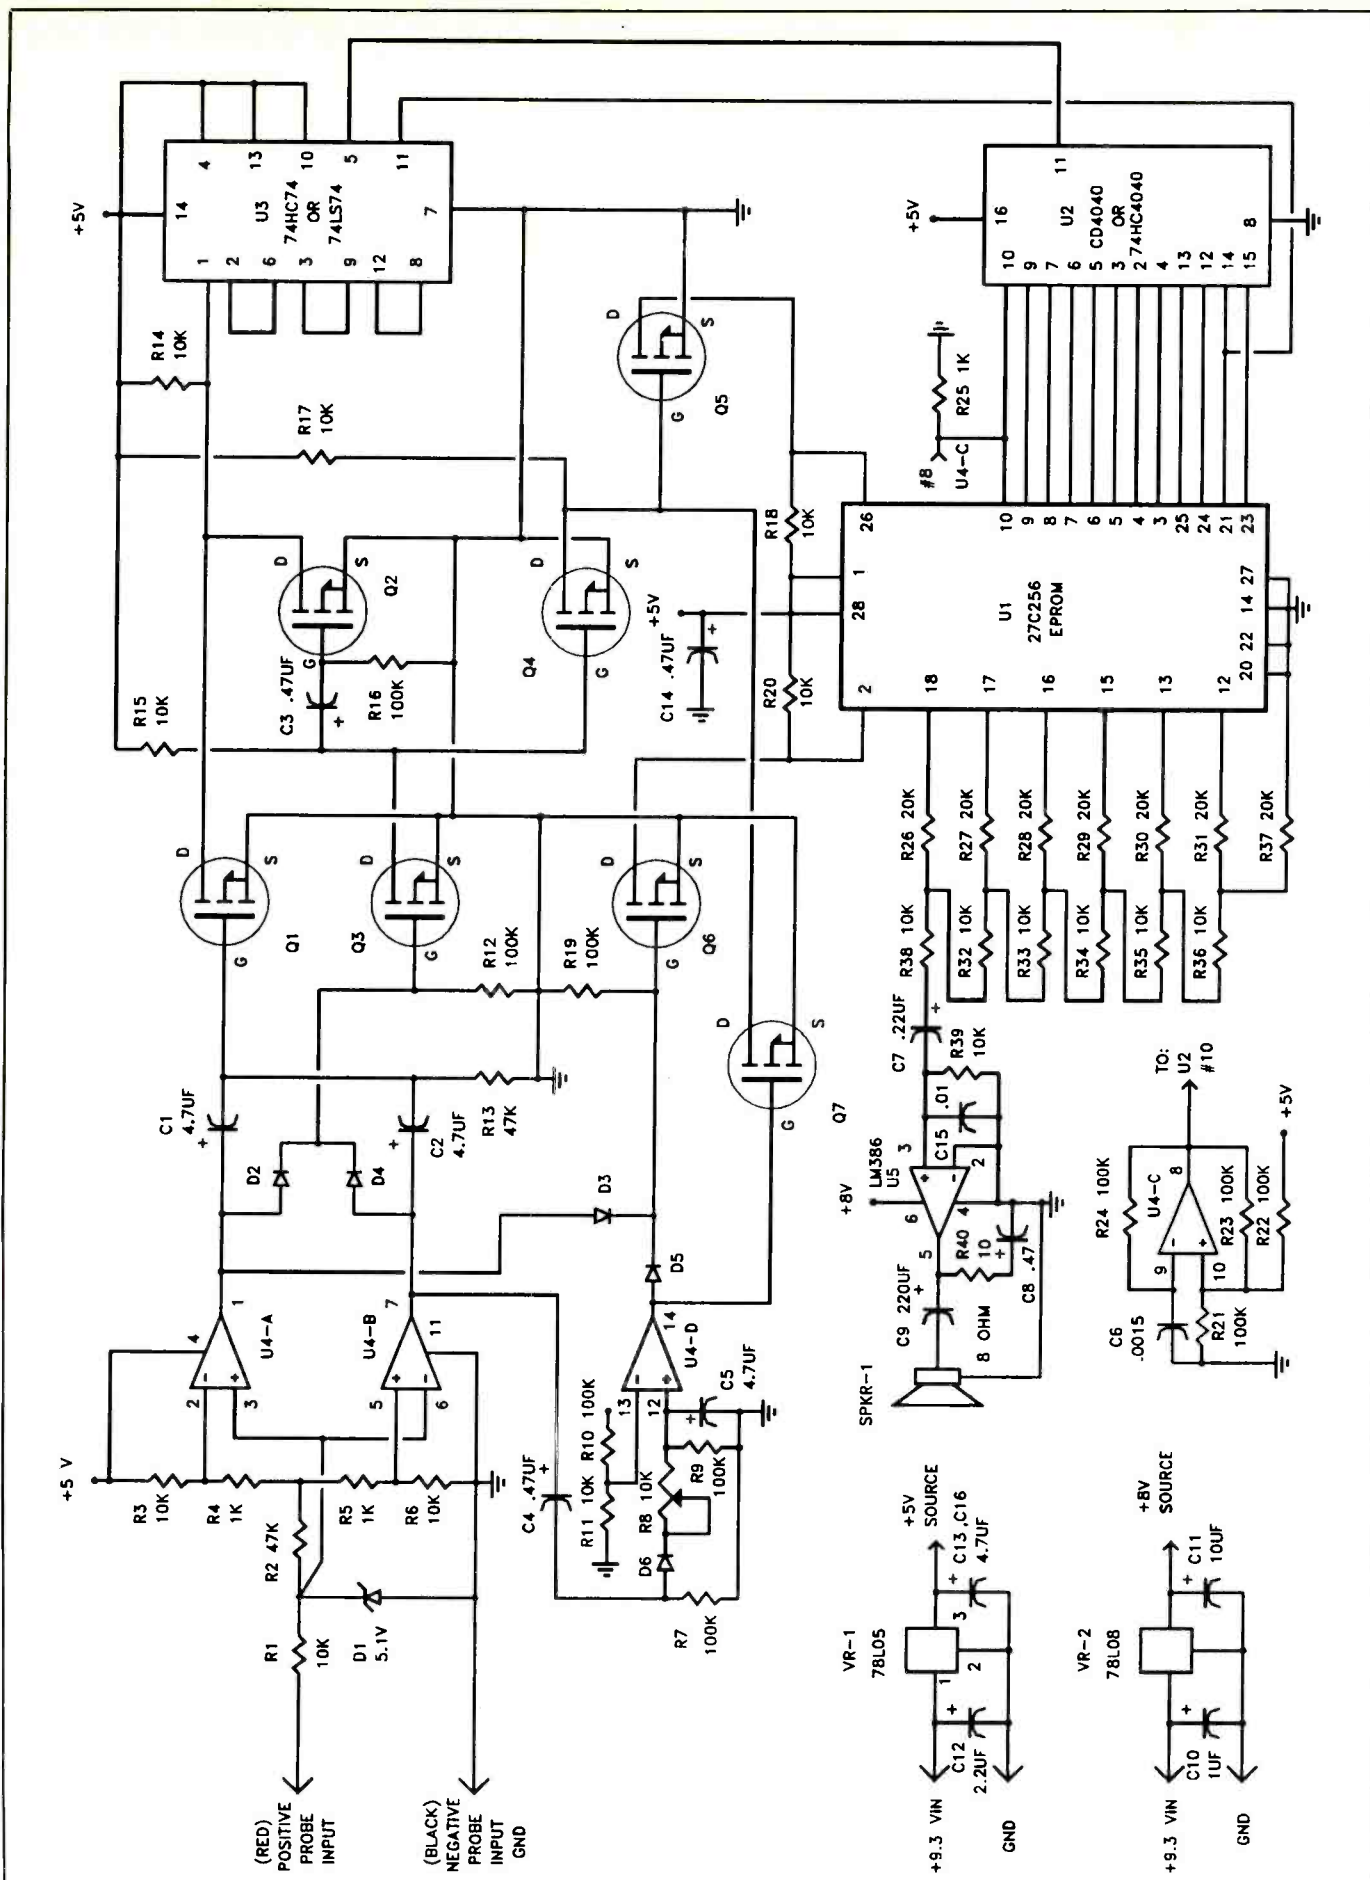 +5V
14
4
13
10
5
11
U3
74HC74
OR
74LS74
7
1
2
6
3
9
12
8
R14
10K
R17
10K
R15
10K
D
S
G
Q2
C3 .47UF
+
R16
100K
D
S
G
Q4
D
S
G
Q5
+5V
C14 .47UF
+
R18
10K
R20
10K
+5V
16
11
U2
CD4040
OR
74HC4040
8
10
9
7
6
5
3
2
4
13
12
14
15
R25 1K
#8
U4-C
26
1
28
2
10
9
8
7
6
5
4
3
25
24
21
23
U1
27C256
EPROM
27
14
22
20
18
17
16
15
13
12
R26 20K
R27 20K
R28 20K
R29 20K
R30 20K
R31 20K
R37 20K
R38 10K
R32 10K
R33 10K
R34 10K
R35 10K
R36 10K
D
S
G
Q1
D
S
G
Q3
D
S
G
Q6
D
S
G
Q7
R12
100K
R19
100K
C1
4.7UF
+
D2
D4
C2
4.7UF
+
R13
47K
D3
D5
1
4
U4-A
2
3
-
+
7
U4-B
11
5
6
+
-
14
U4-D
13
12
-
+
C5
4.7UF
+
+5 V
R3
10K
R4
1K
R5
1K
R6
10K
R2 47K
R1
10K
D1
5.1V
C4 .47UF
+
R11 10K
R10 100K
R8 10K
R9
100K
D6
R7
100K
(RED)
POSITIVE
PROBE
INPUT
(BLACK)
NEGATIVE
PROBE
INPUT
GND
C7 .22UF
+
R39
10K
.01
C15
3
2
+
-
LM386
U5
+8V
6
4
5
R40
10
+
C8 .47
C9 220UF
+
8 OHM
SPKR-1
TO:
U2
#10
R24 100K
U4-C
8
9
10
-
+
R23 100K
R22 100K
+5V
C6
.0015
R21
100K
+5V
SOURCE
C13,C16
4.7UF
+
3
VR-1
78L05
1
2
+
C12
2.2UF
+9.3 VIN
GND
+8V
SOURCE
C11
10UF
+
VR-2
78L08
+
C10
1UF
+9.3 VIN
GND